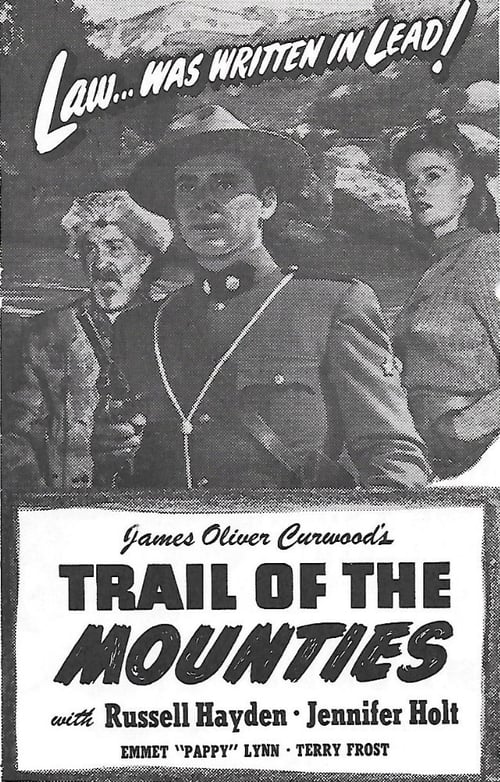 Law... WAS WRITTEN IN LEAD!
James Oliver Curwood's
TRAIL OF THE
MOUNTIES
with Russell Hayden · Jennifer Holt
EMMET "PAPPY" LYNN · TERRY FROST